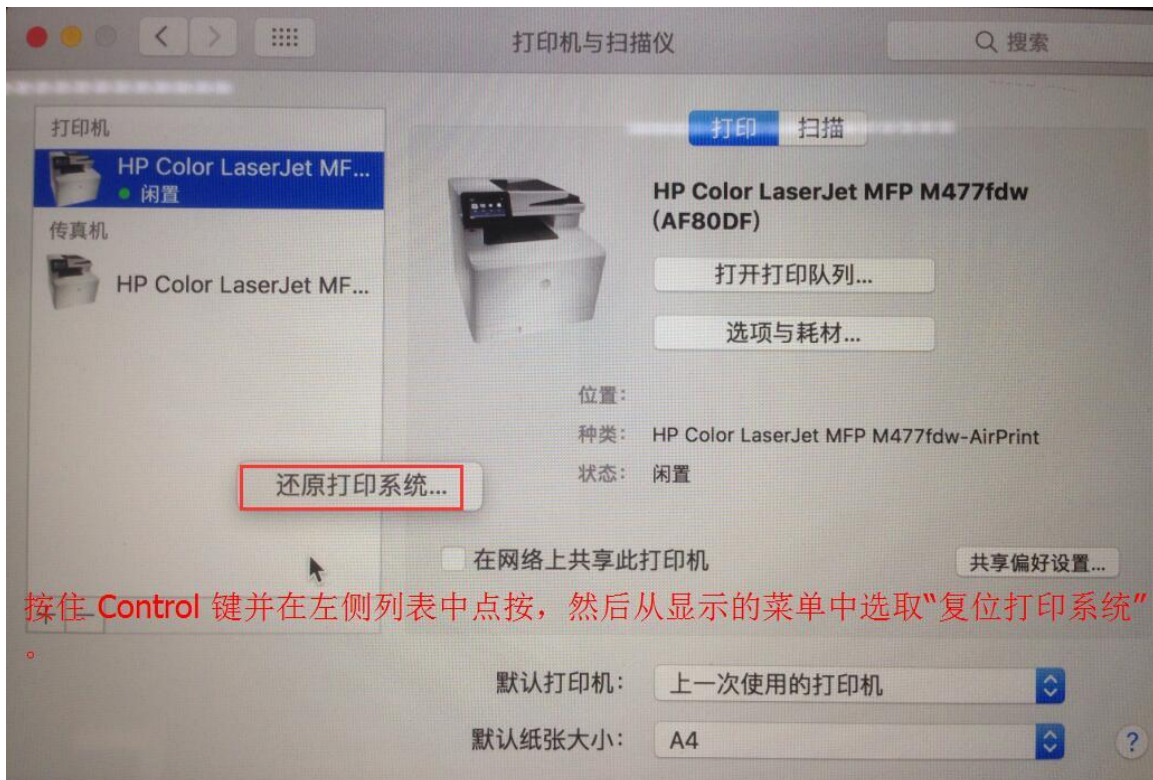 打印机与扫描仪
搜索
打印机
HP Color LaserJet MF...
闲置
传真机
HP Color LaserJet MF...
打印
扫描
HP Color LaserJet MFP M477fdw
(AF80DF)
打开打印队列...
选项与耗材...
位置：
种类： HP Color LaserJet MFP M477fdw-AirPrint
状态： 闲置
还原打印系统...
在网络上共享此打印机
共享偏好设置...
按住 Control 键并在左侧列表中点按，然后从显示的菜单中选取“复位打印系统”
。
默认打印机： 上一次使用的打印机
默认纸张大小： A4
?